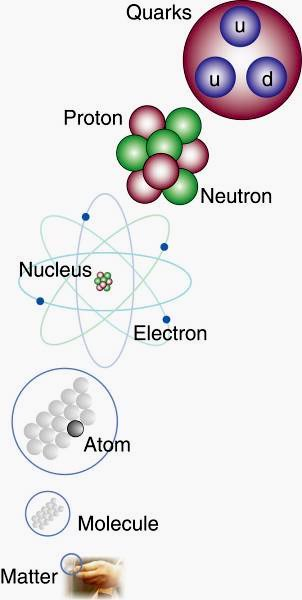 Quarks
u
u
d
Proton
Neutron
Nucleus
Electron
Atom
Molecule
Matter